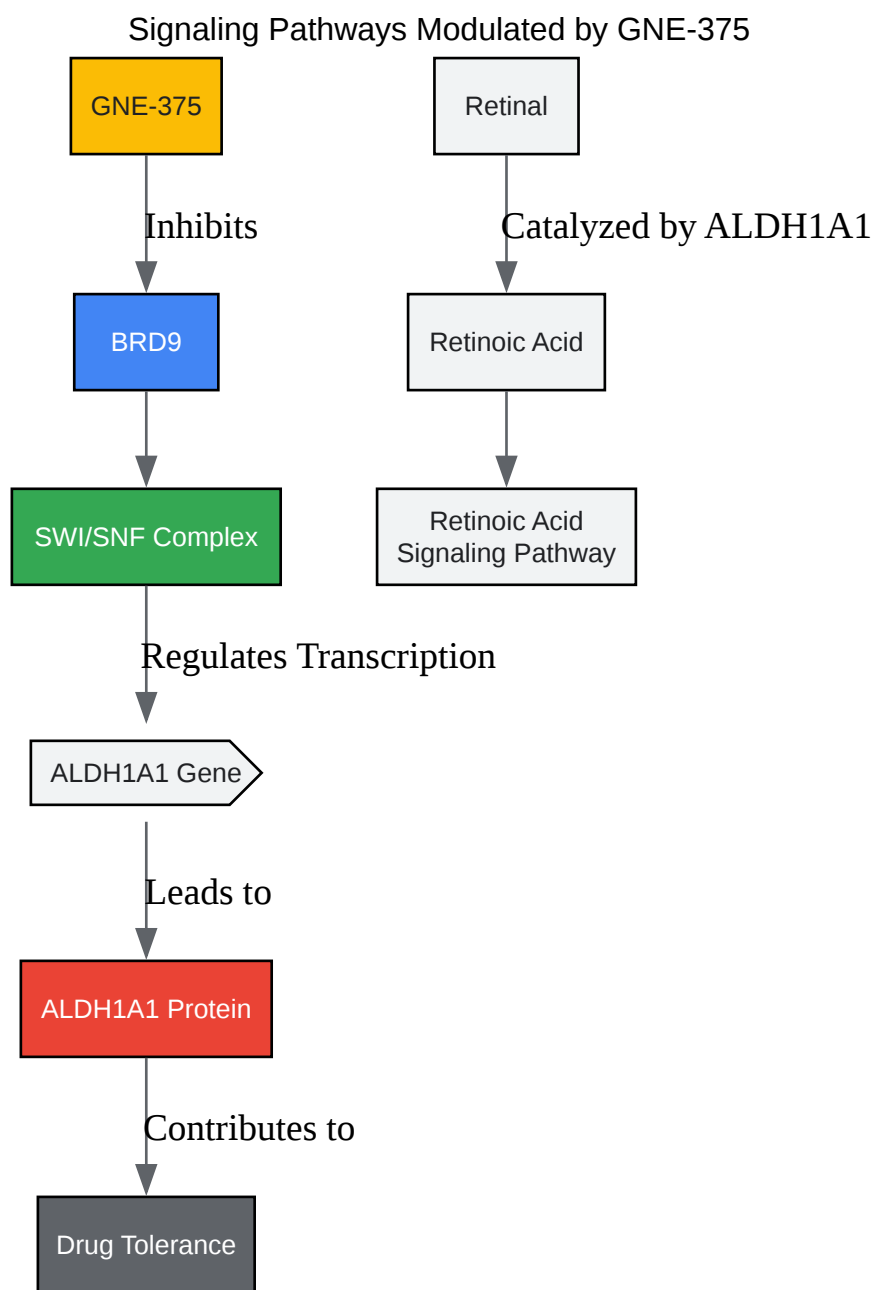 Signaling Pathways Modulated by GNE-375
GNE-375
Retinal
Inhibits
Catalyzed by ALDH1A1
BRD9
Retinoic Acid
SWI/SNF Complex
Retinoic Acid
Signaling Pathway
Regulates Transcription
ALDH1A1 Gene
Leads to
ALDH1A1 Protein
Contributes to
Drug Tolerance